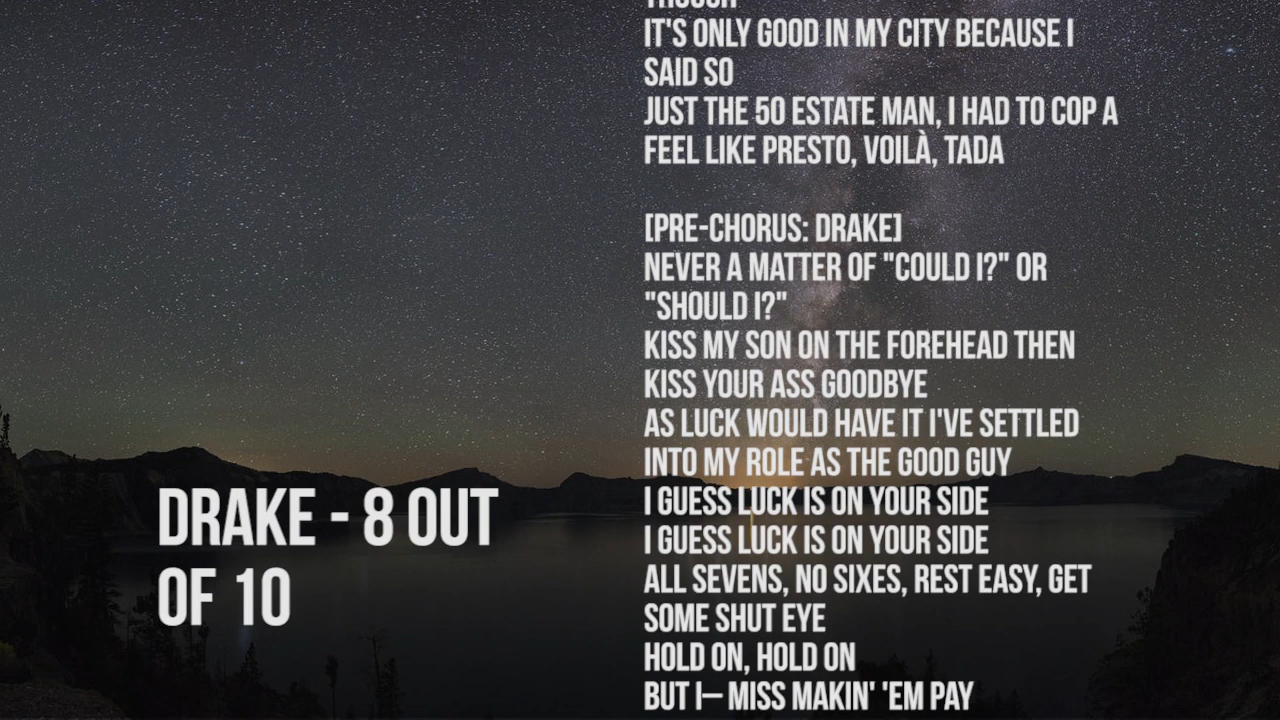 THOUGH
IT'S ONLY GOOD IN MY CITY BECAUSE I
SAID SO
JUST THE 50 ESTATE MAN, I HAD TO COP A
FEEL LIKE PRESTO, VOILÀ, TADA
[PRE-CHORUS: DRAKE]
NEVER A MATTER OF "COULD I?" OR
"SHOULD I?"
KISS MY SON ON THE FOREHEAD THEN
KISS YOUR ASS GOODBYE
AS LUCK WOULD HAVE IT I'VE SETTLED
INTO MY ROLE AS THE GOOD GUY
I GUESS LUCK IS ON YOUR SIDE
I GUESS LUCK IS ON YOUR SIDE
ALL SEVENS, NO SIXES, REST EASY, GET
SOME SHUT EYE
HOLD ON, HOLD ON
BUT I– MISS MAKIN' 'EM PAY
DRAKE - 8 OUT
OF 10